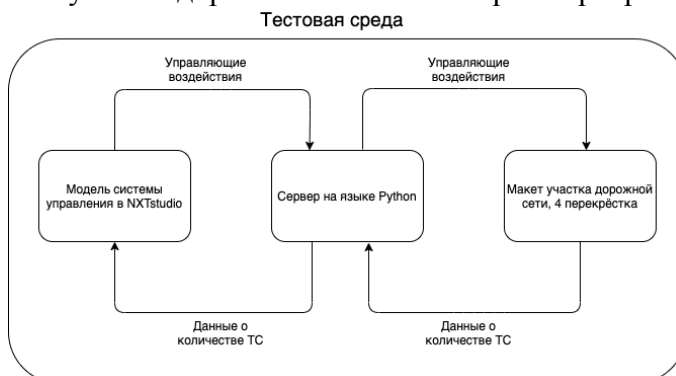 Тестовая среда
Управляющие
воздействия
Управляющие
воздействия
Модель системы
управления в NXTstudio
Сервер на языке Python
Макет участка дорожной
сети, 4 перекрёстка
Данные о
количестве ТС
Данные о
количестве ТС